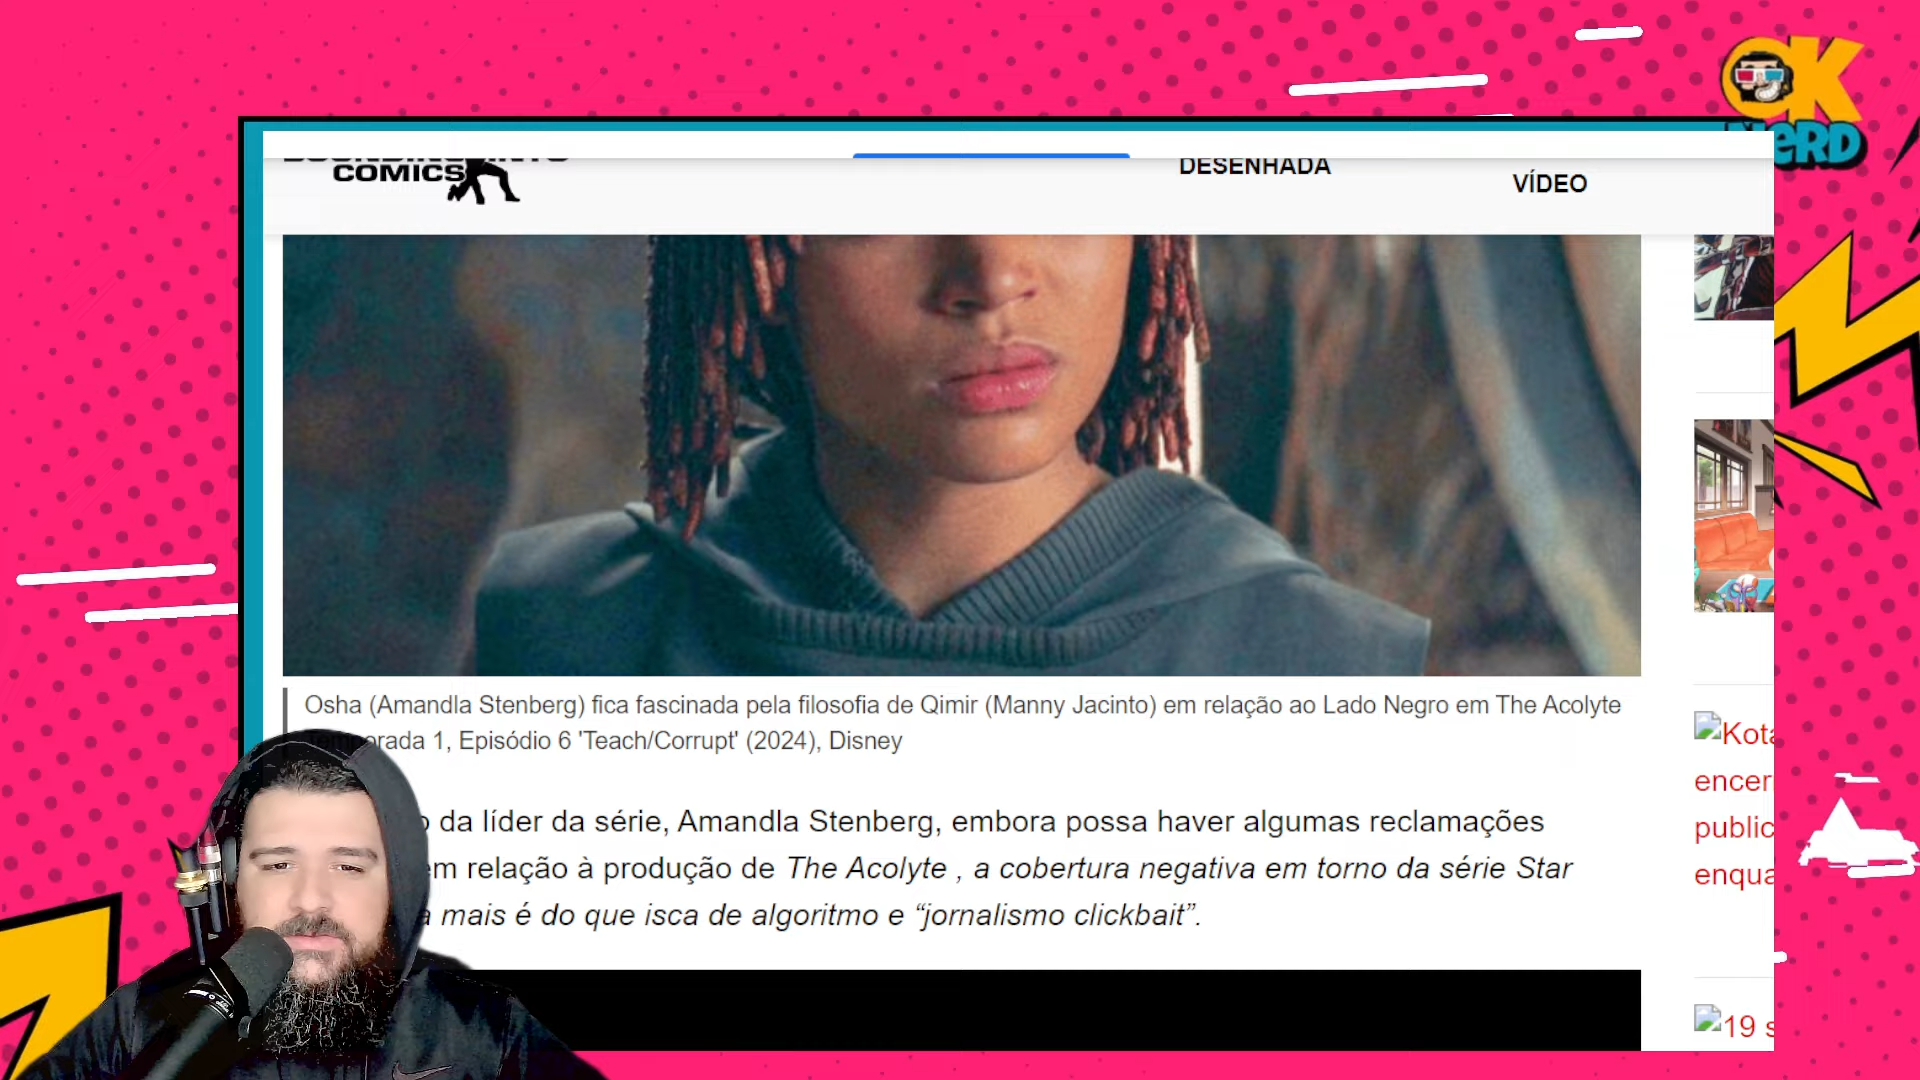 OK
NERD
COMICS
DESENHADA
VÍDEO
Osha (Amandla Stenberg) fica fascinada pela filosofia de Qimir (Manny Jacinto) em relação ao Lado Negro em The Acolyte
Temporada 1, Episódio 6 'Teach/Corrupt' (2024), Disney
da líder da série, Amandla Stenberg, embora possa haver algumas reclamações
em relação à produção de The Acolyte , a cobertura negativa em torno da série Star
mais é do que isca de algoritmo e “jornalismo clickbait”.
Kota
encer
public
enqua
19 s